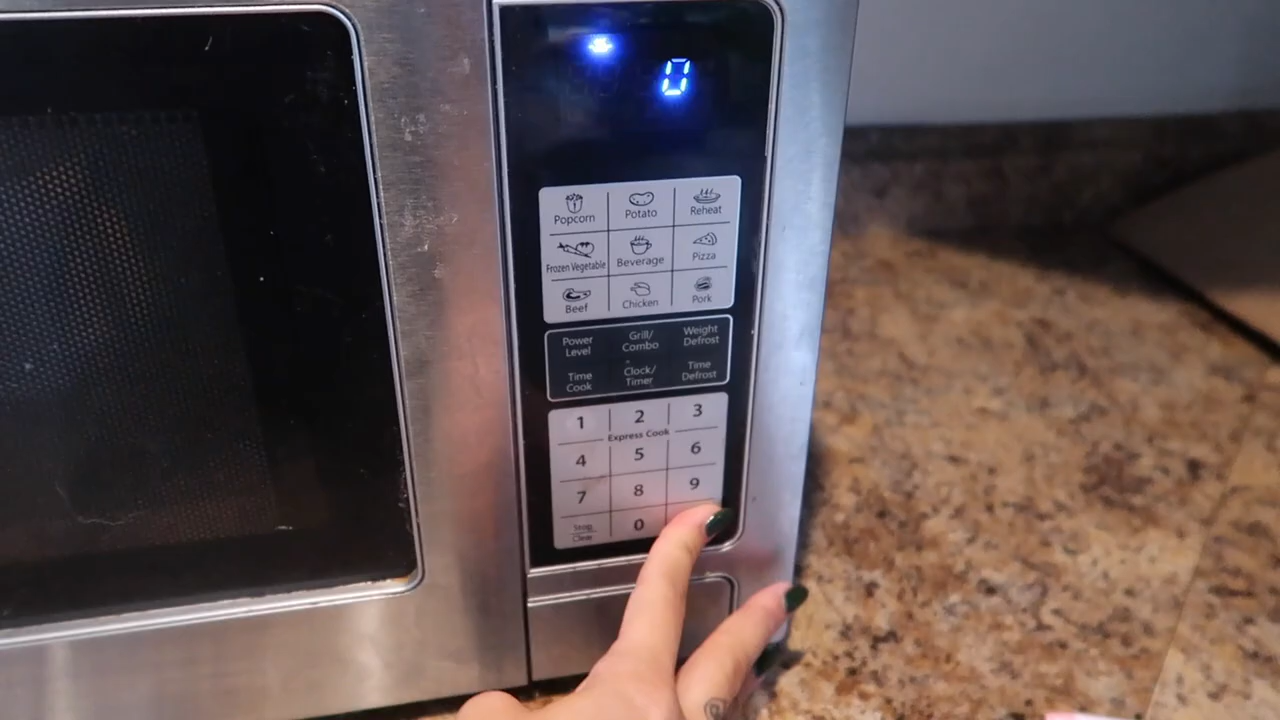 0
Popcorn Potato Reheat
Frozen Vegetable Beverage Pizza
Beef Chicken Pork
Power Level Grill/ Combo Weight Defrost
Time Cook Clock/ Timer Time Defrost
1 2 3
Express Cook
4 5 6
7 8 9
Stop Clear 0